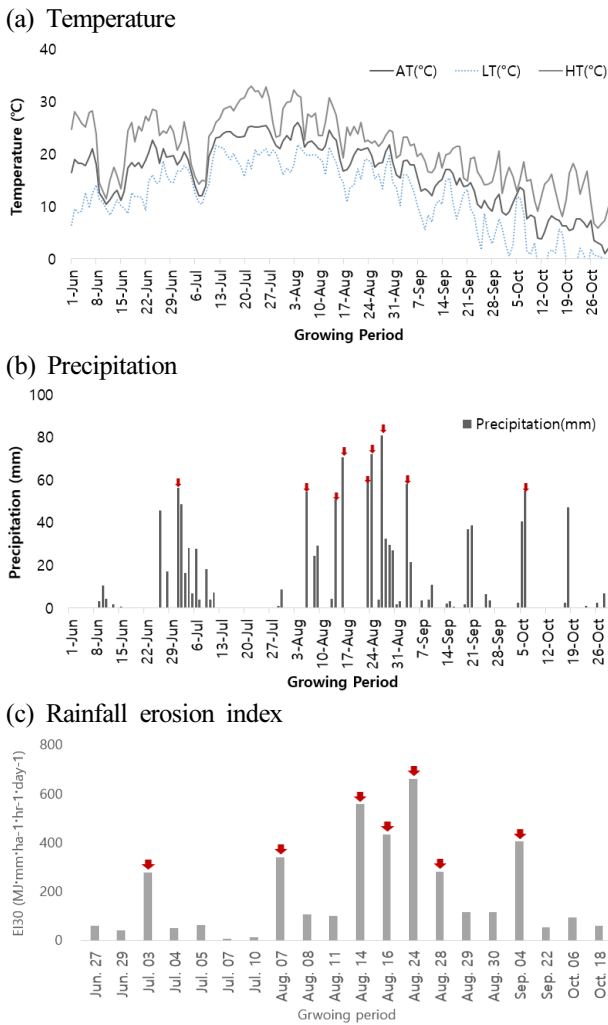 (a) Temperature
40
30
20
10
0
Temperature (℃)
AT(℃) LT(℃) HT(℃)
1-Jun 8-Jun 15-Jun 22-Jun 29-Jun 6-Jul 13-Jul 20-Jul 27-Jul 3-Aug 10-Aug 17-Aug 24-Aug 31-Aug 7-Sep 14-Sep 21-Sep 28-Sep 5-Oct 12-Oct 19-Oct 26-Oct
Growing Period
(b) Precipitation
100
80
60
40
20
0
Precipitation (mm)
Precipitation(mm)
1-Jun 8-Jun 15-Jun 22-Jun 29-Jun 6-Jul 13-Jul 20-Jul 27-Jul 3-Aug 10-Aug 17-Aug 24-Aug 31-Aug 7-Sep 14-Sep 21-Sep 28-Sep 5-Oct 12-Oct 19-Oct 26-Oct
Growing Period
(c) Rainfall erosion index
800
600
400
200
0
EI30 (MJ*mm*ha-1*hr-1*day-1)
Jun. 27 Jun. 29 Jul. 03 Jul. 04 Jul. 05 Jul. 07 Jul. 10 Aug. 07 Aug. 08 Aug. 11 Aug. 14 Aug. 16 Aug. 24 Aug. 28 Aug. 29 Aug. 30 Sep. 04 Sep. 22 Oct. 06 Oct. 18
Grwoing period